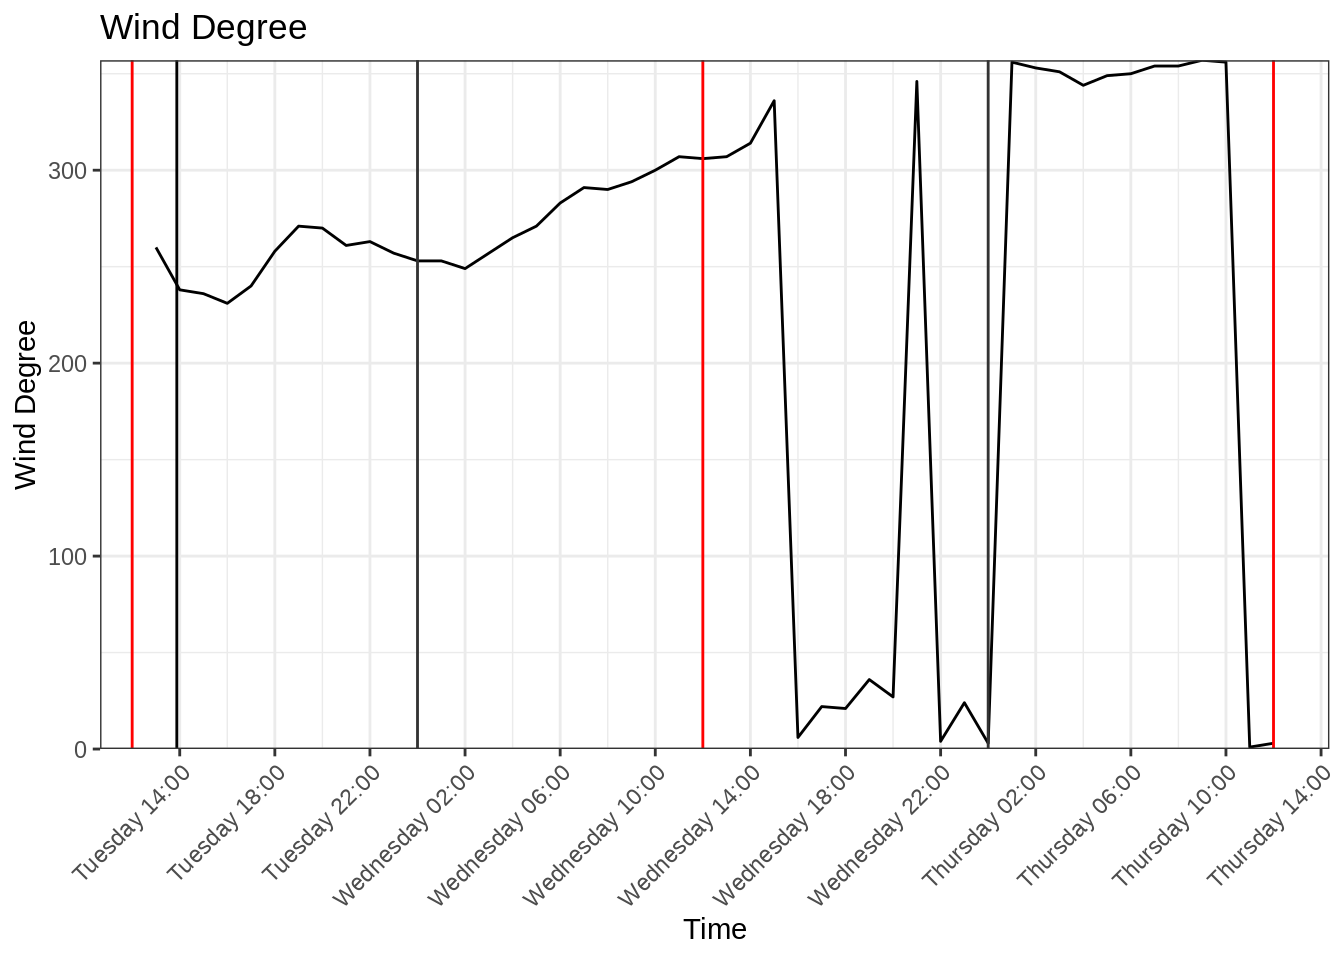 Wind Degree
Wind Degree
300
200
100
0
Tuesday 14:00
Tuesday 18:00
Tuesday 22:00
Wednesday 02:00
Wednesday 06:00
Wednesday 10:00
Wednesday 14:00
Wednesday 18:00
Wednesday 22:00
Thursday 02:00
Thursday 06:00
Thursday 10:00
Thursday 14:00
Time